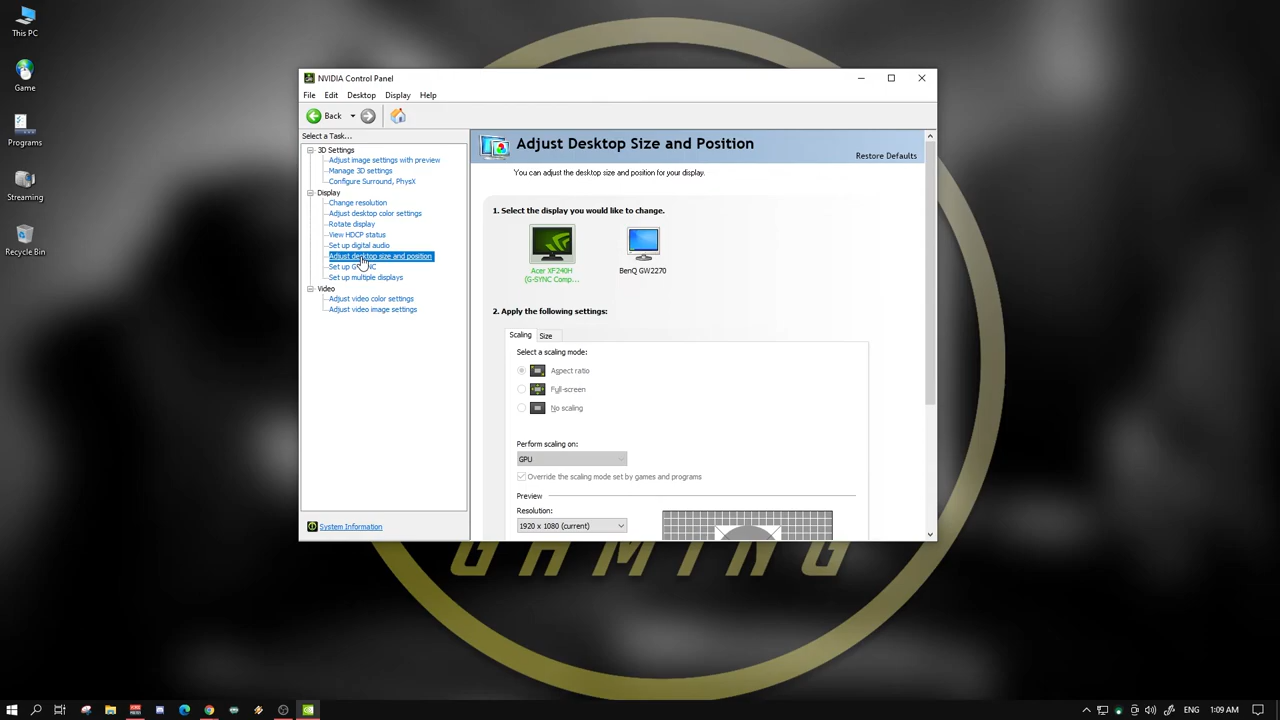 This PC
Game
Programs
Streaming
Recycle Bin
NVIDIA Control Panel
File Edit Desktop Display Help
Back
Select a Task...
3D Settings
Adjust image settings with preview
Manage 3D settings
Configure Surround, PhysX
Display
Change resolution
Adjust desktop color settings
Rotate display
View HDCP status
Set up digital audio
Adjust desktop size and position
Set up G-SYNC
Set up multiple displays
Video
Adjust video color settings
Adjust video image settings
System Information
Adjust Desktop Size and Position
Restore Defaults
You can adjust the desktop size and position for your display.
1. Select the display you would like to change.
Acer XF240H
(G-SYNC Comp...
BenQ GW2270
2. Apply the following settings:
Scaling Size
Select a scaling mode:
Aspect ratio
Full-screen
No scaling
Perform scaling on:
GPU
Override the scaling mode set by games and programs
Preview
Resolution:
1920 x 1080 (current)
GAMING
1:09 AM